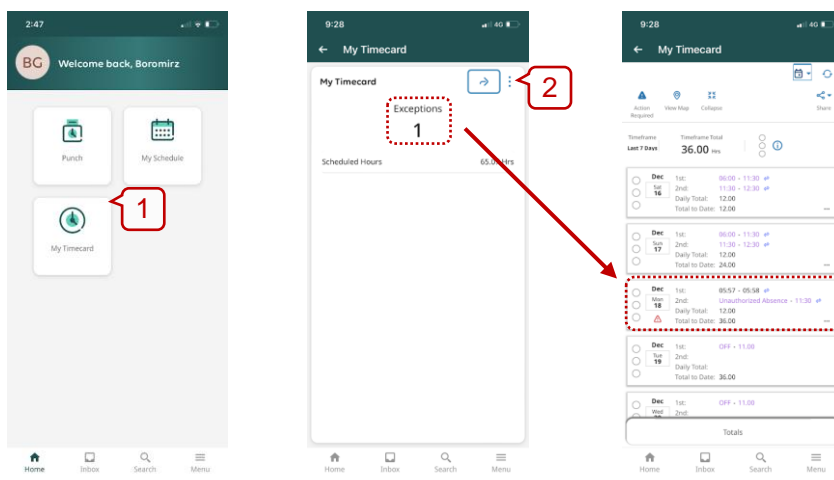 2:47
BG
Welcome back, Boromirz
Punch
My Schedule
1
My Timecard
Home
Inbox
Search
Menu
9:28
4G
My Timecard
My Timecard
2
Exceptions
1
Scheduled Hours
Home
Inbox
Search
Menu
9:28
4G
My Timecard
Action Required
View Map
Collapse
Share
Timeframe
Last 7 Days
Timeframe Total
36.00 Hrs
Dec
Sat
16
1st: 06:00 - 11:30
2nd: 11:30 - 12:30
Daily Total: 12.00
Total to Date: 12.00
Dec
Sun
17
1st: 06:00 - 11:30
2nd: 11:30 - 12:30
Daily Total: 12.00
Total to Date: 24.00
Dec
Mon
18
1st: 05:57 - 05:58
2nd: Unauthorized Absence - 11:30
Daily Total: 12.00
Total to Date: 36.00
Dec
Tue
19
1st: OFF - 11.00
2nd:
Daily Total:
Total to Date: 36.00
Dec
Wed
1st: OFF - 11.00
2nd:
Totals
Home
Inbox
Search
Menu